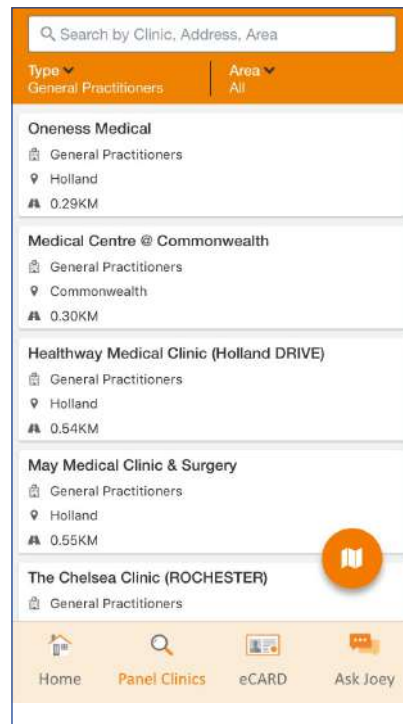 Search by Clinic, Address, Area
Type Area
General Practitioners All
Oneness Medical
General Practitioners
Holland
0.29KM
Medical Centre @ Commonwealth
General Practitioners
Commonwealth
0.30KM
Healthway Medical Clinic (Holland DRIVE)
General Practitioners
Holland
0.54KM
May Medical Clinic & Surgery
General Practitioners
Holland
0.55KM
The Chelsea Clinic (ROCHESTER)
General Practitioners
Home Panel Clinics eCARD Ask Joey